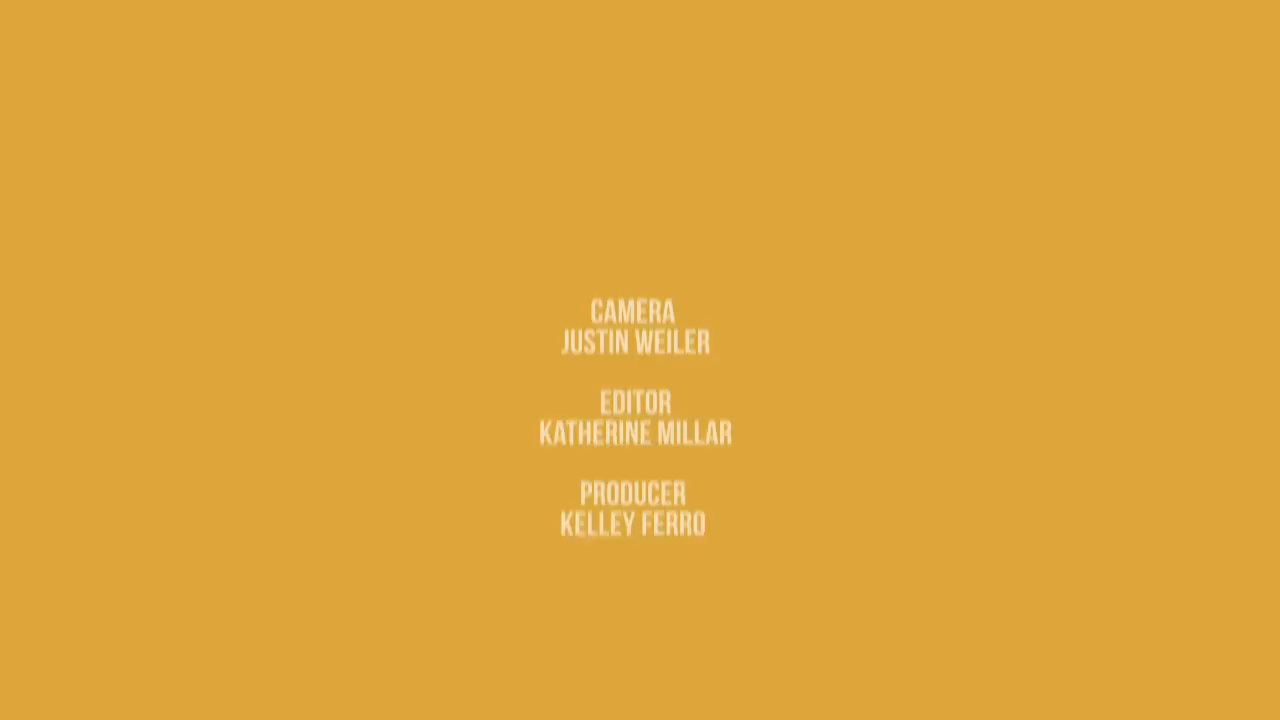 CAMERA
JUSTIN WEILER
EDITOR
KATHERINE MILLAR
PRODUCER
KELLEY FERRO